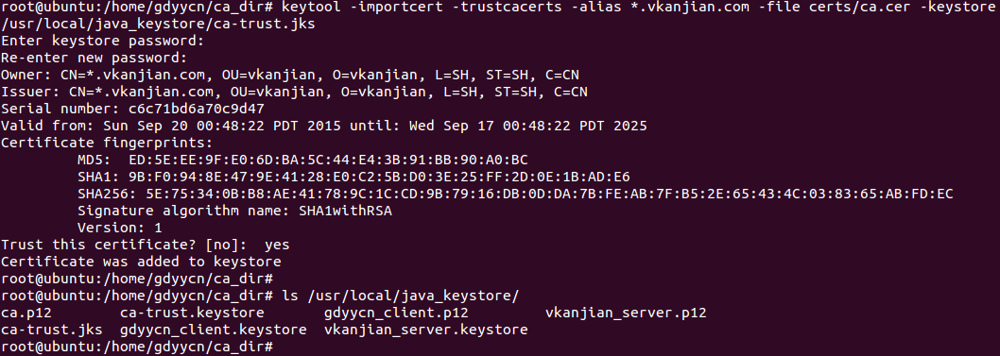 root@ubuntu:/home/gdyycn/ca_dir# keytool -importcert -trustcacerts -alias *.vkanjian.com -file certs/ca.cer -keystore
/usr/local/java_keystore/ca-trust.jks
Enter keystore password:
Re-enter new password:
Owner: CN=*.vkanjian.com, OU=vkanjian, O=vkanjian, L=SH, ST=SH, C=CN
Issuer: CN=*.vkanjian.com, OU=vkanjian, O=vkanjian, L=SH, ST=SH, C=CN
Serial number: c6c71bd6a70c9d47
Valid from: Sun Sep 20 00:48:22 PDT 2015 until: Wed Sep 17 00:48:22 PDT 2025
Certificate fingerprints:
         MD5:  ED:5E:EE:9F:E0:6D:BA:5C:44:E4:3B:91:BB:90:A0:BC
         SHA1: 9B:F0:94:8E:47:9E:41:28:E0:C2:5B:D0:3E:25:FF:2D:0E:1B:AD:E6
         SHA256: 5E:75:34:0B:B8:AE:41:78:9C:1C:CD:9B:79:16:DB:0D:DA:7B:FE:AB:7F:B5:2E:65:43:4C:03:83:65:AB:FD:EC
         Signature algorithm name: SHA1withRSA
         Version: 1
Trust this certificate? [no]:  yes
Certificate was added to keystore
root@ubuntu:/home/gdyycn/ca_dir#
root@ubuntu:/home/gdyycn/ca_dir# ls /usr/local/java_keystore/
ca.p12        ca-trust.keystore       gdyycn_client.p12         vkanjian_server.p12
ca-trust.jks  gdyycn_client.keystore  vkanjian_server.keystore
root@ubuntu:/home/gdyycn/ca_dir#